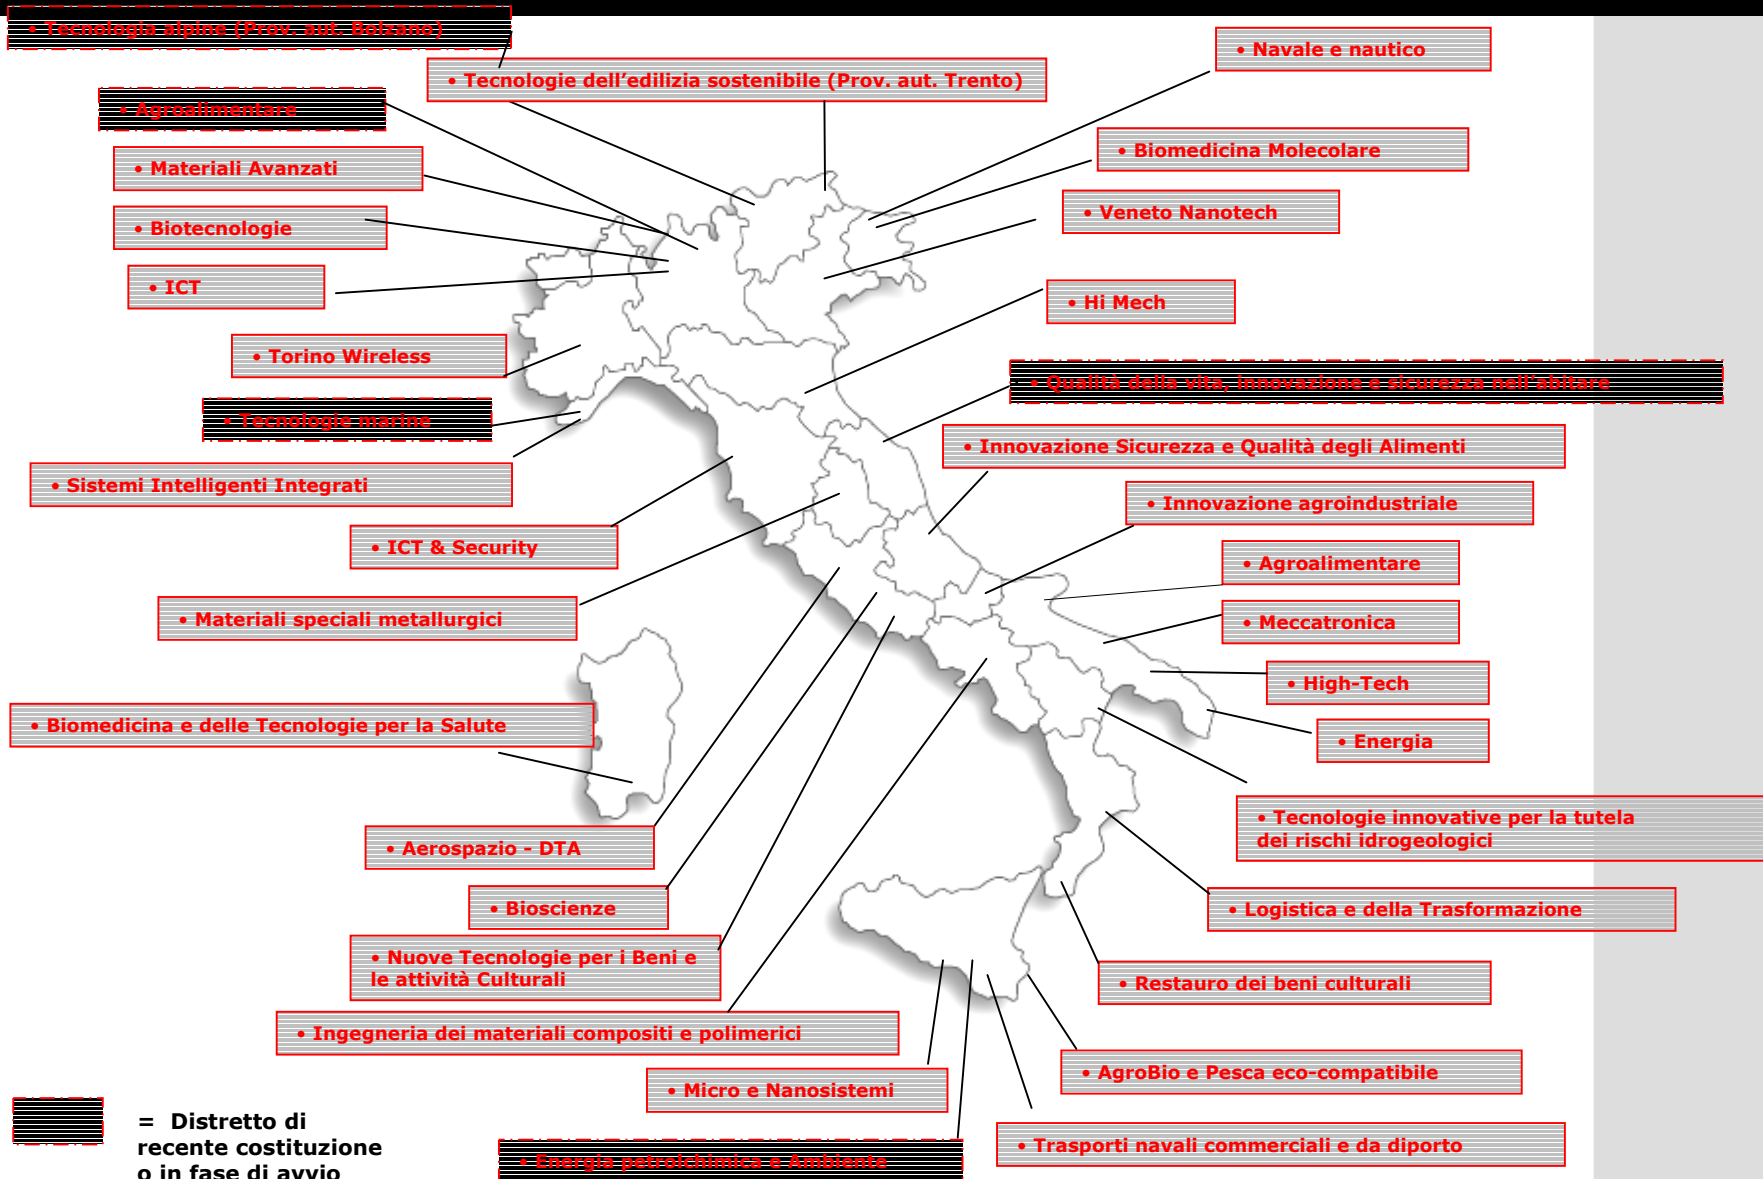 • Tecnologia alpine (Prov. aut. Bolzano)
• Navale e nautico
• Tecnologie dell'edilizia sostenibile (Prov. aut. Trento)
• Agroalimentare
• Biomedicina Molecolare
• Materiali Avanzati
• Veneto Nanotech
• Biotecnologie
• ICT
• Hi Mech
• Torino Wireless
• Qualità della vita, innovazione e sicurezza nell'abitare
• Tecnologie marine
• Innovazione Sicurezza e Qualità degli Alimenti
• Sistemi Intelligenti Integrati
• Innovazione agroindustriale
• ICT & Security
• Agroalimentare
• Materiali speciali metallurgici
• Meccatronica
• High-Tech
• Biomedicina e delle Tecnologie per la Salute
• Energia
• Tecnologie innovative per la tutela
dei rischi idrogeologici
• Aerospazio - DTA
• Bioscienze
• Logistica e della Trasformazione
• Nuove Tecnologie per i Beni e
le attività Culturali
• Restauro dei beni culturali
• Ingegneria dei materiali compositi e polimerici
• AgroBio e Pesca eco-compatibile
• Micro e Nanosistemi
• Trasporti navali commerciali e da diporto
• Energia petrolchimica e Ambiente
= Distretto di
recente costituzione
o in fase di avvio